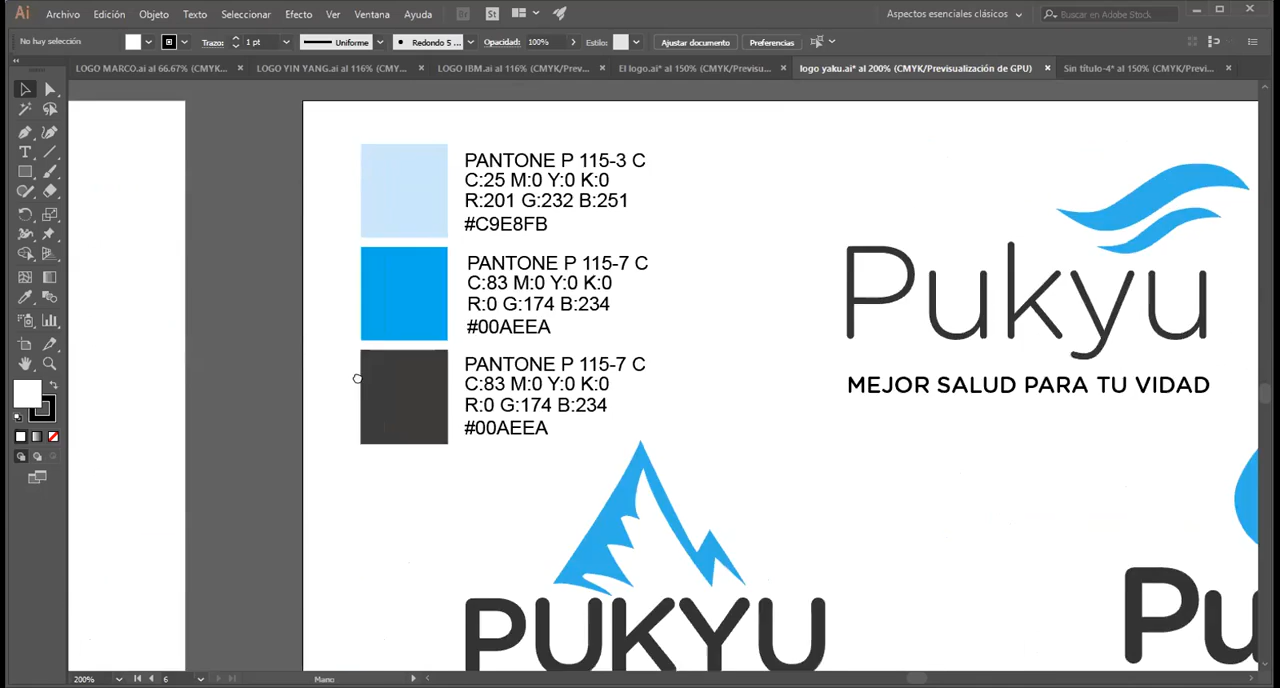 Ai Archivo Edición Objeto Texto Seleccionar Efecto Ver Ventana Ayuda Br St Aspectos esenciales clásicos Buscar en Adobe Stock
No hay selección Trazo: 1 pt Uniforme Redondo 5 ... Opacidad: 100% Estilo: Ajustar documento Preferencias
LOGO MARCO.ai al 66.67% (CMYK... LOGO YIN YANG.ai al 116% (CMY... LOGO IBM.ai al 116% (CMYK/Prev... El logo.ai* al 150% (CMYK/Previsu... logo yaku.ai* al 200% (CMYK/Previsualización de GPU) Sin título-4* al 150% (CMYK/Previ...
PANTONE P 115-3 C
C:25 M:0 Y:0 K:0
R:201 G:232 B:251
#C9E8FB
PANTONE P 115-7 C
C:83 M:0 Y:0 K:0
R:0 G:174 B:234
#00AEEA
PANTONE P 115-7 C
C:83 M:0 Y:0 K:0
R:0 G:174 B:234
#00AEEA
Pukyu
MEJOR SALUD PARA TU VIDAD
PUKYU
Pu
200% 6 Mano